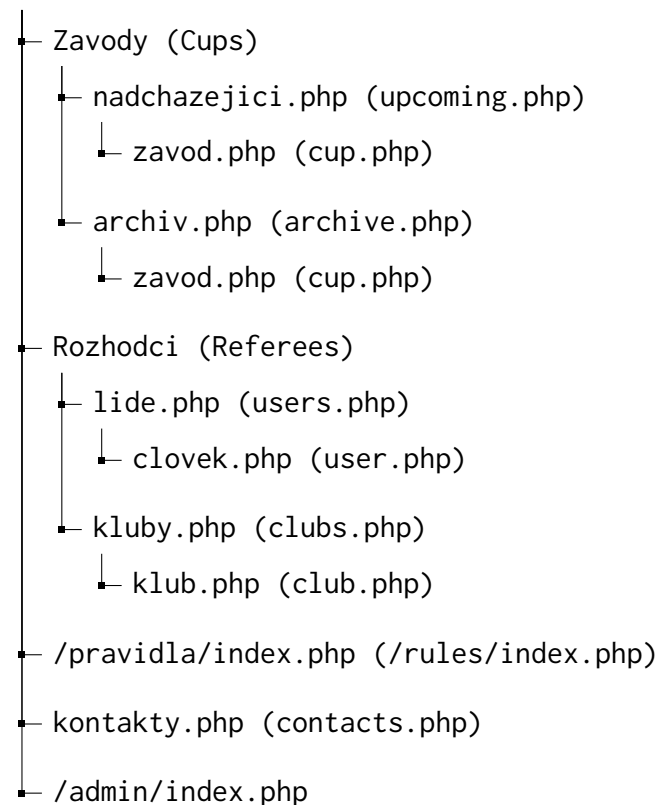 Zavody (Cups)
nadchazejici.php (upcoming.php)
zavod.php (cup.php)
archiv.php (archive.php)
zavod.php (cup.php)
Rozhodci (Referees)
lide.php (users.php)
clovek.php (user.php)
kluby.php (clubs.php)
klub.php (club.php)
/pravidla/index.php (/rules/index.php)
kontakty.php (contacts.php)
/admin/index.php